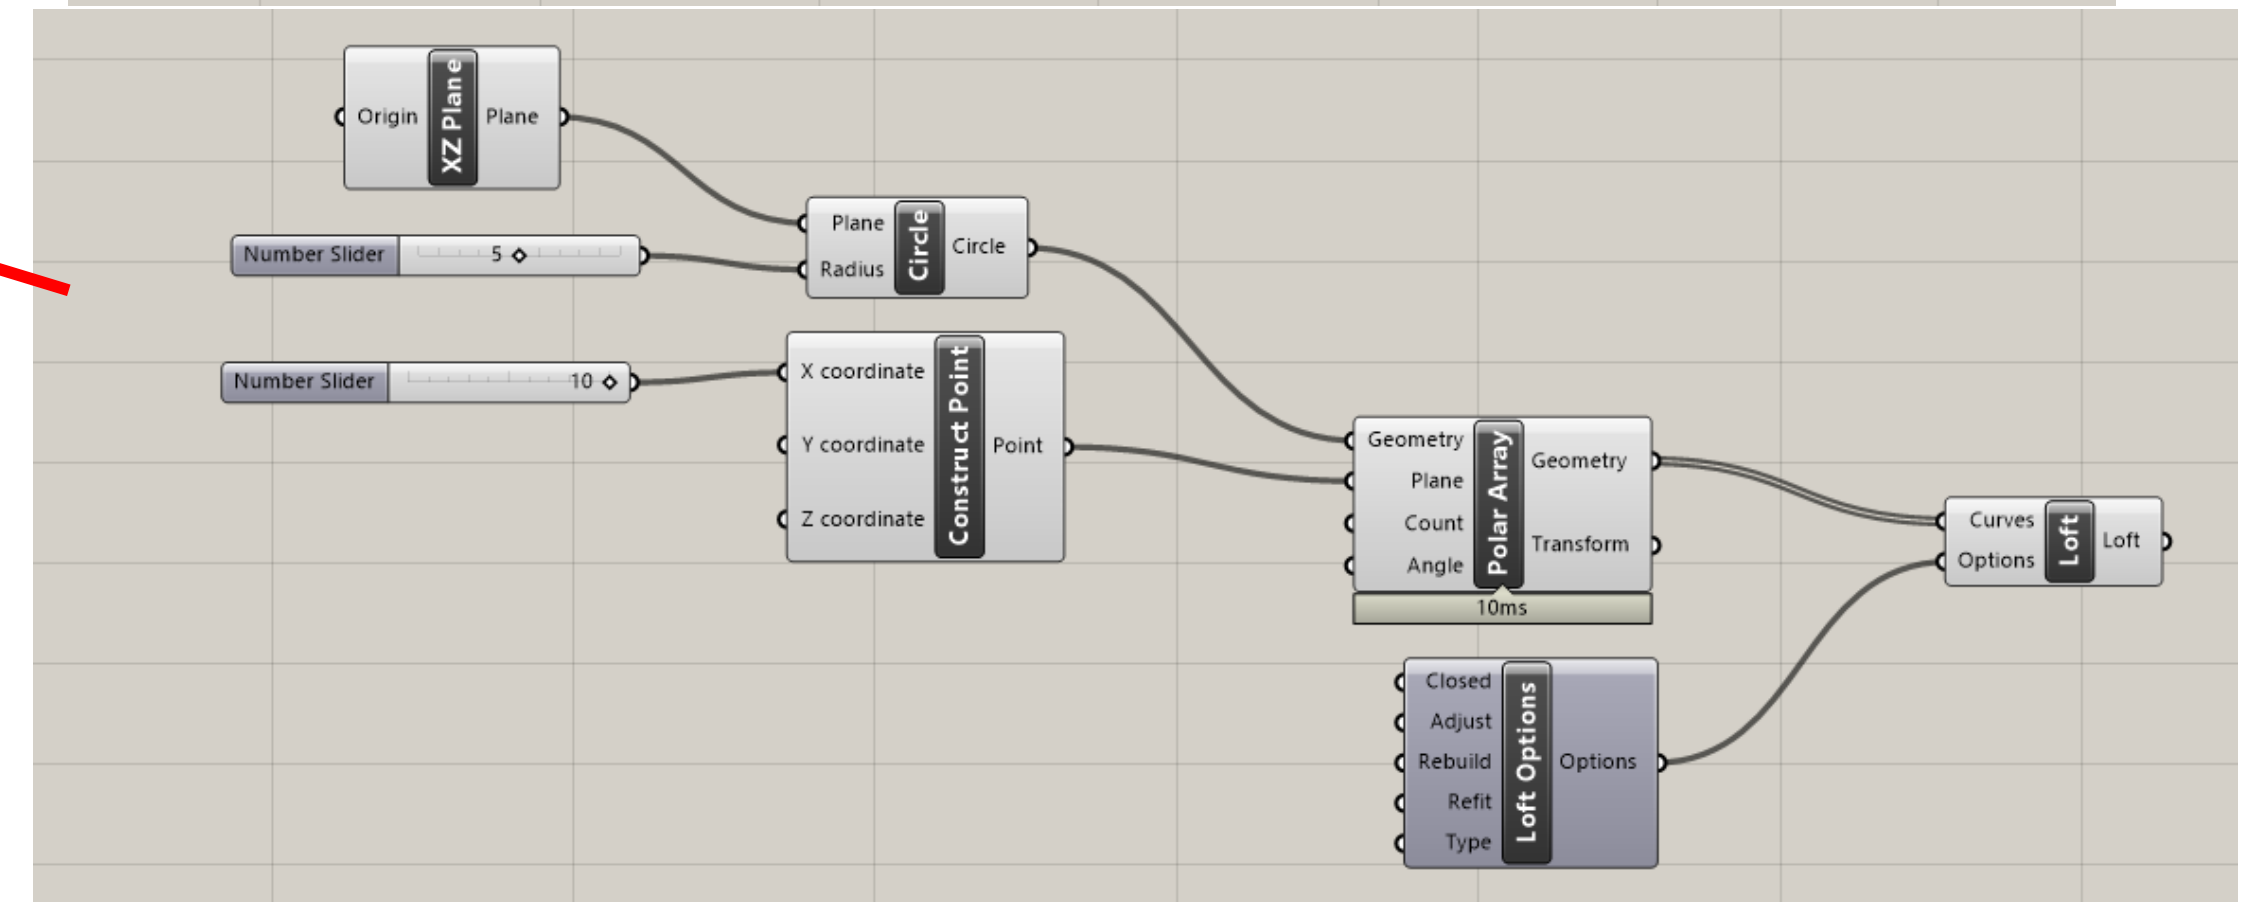 Origin
XZ Plane
Plane
Number Slider
5
Plane
Radius
Circle
Circle
Number Slider
10
X coordinate
Y coordinate
Z coordinate
Construct Point
Point
Geometry
Plane
Count
Angle
Polar Array
Geometry
Transform
10ms
Curves
Options
Loft
Loft
Closed
Adjust
Rebuild
Refit
Type
Loft Options
Options